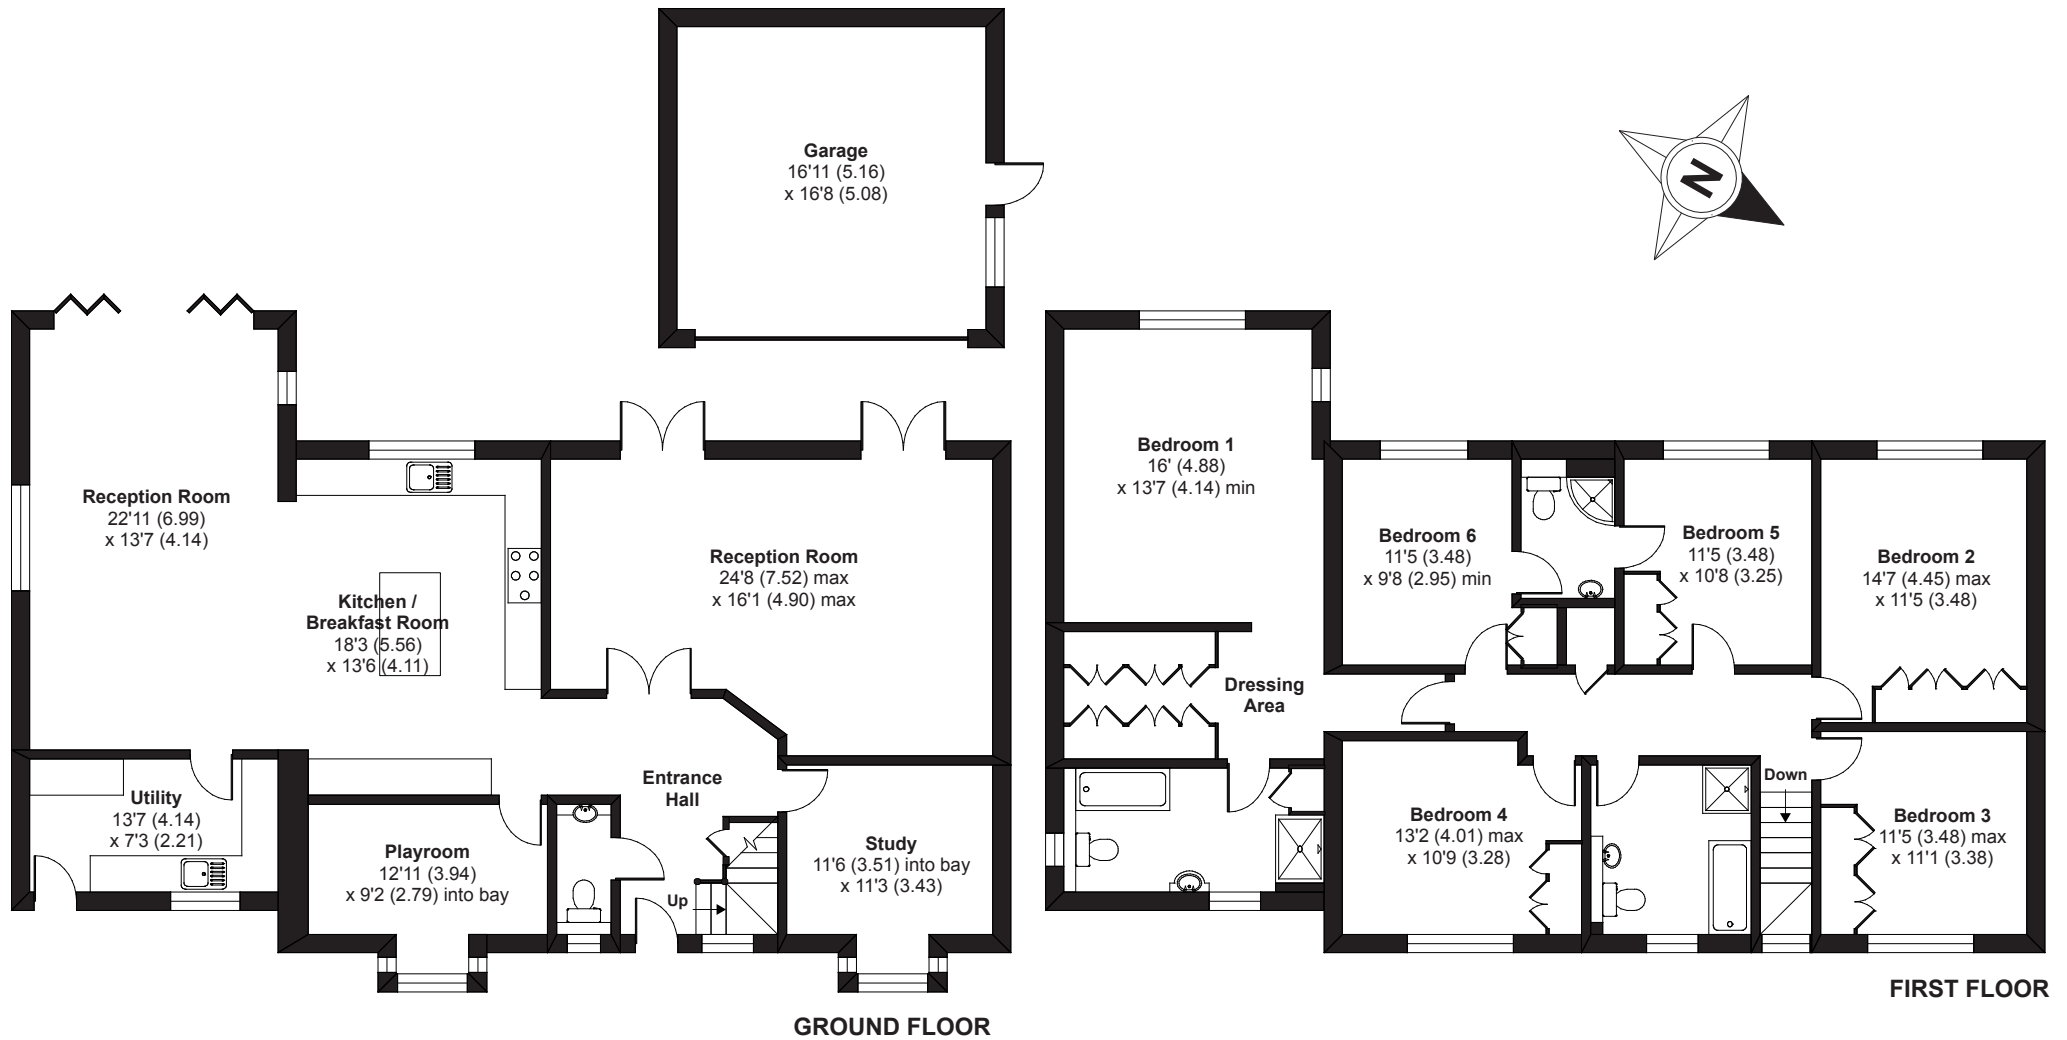 Garage
16'11 (5.16)
x 16'8 (5.08)
N
Reception Room
22'11 (6.99)
x 13'7 (4.14)
Kitchen /
Breakfast Room
18'3 (5.56)
x 13'6 (4.11)
Reception Room
24'8 (7.52) max
x 16'1 (4.90) max
Utility
13'7 (4.14)
x 7'3 (2.21)
Playroom
12'11 (3.94)
x 9'2 (2.79) into bay
Entrance
Hall
Up
Study
11'6 (3.51) into bay
x 11'3 (3.43)
GROUND FLOOR
Bedroom 1
16' (4.88)
x 13'7 (4.14) min
Bedroom 6
11'5 (3.48)
x 9'8 (2.95) min
Bedroom 5
11'5 (3.48)
x 10'8 (3.25)
Bedroom 2
14'7 (4.45) max
x 11'5 (3.48)
Dressing
Area
Bedroom 4
13'2 (4.01) max
x 10'9 (3.28)
Down
Bedroom 3
11'5 (3.48) max
x 11'1 (3.38)
FIRST FLOOR